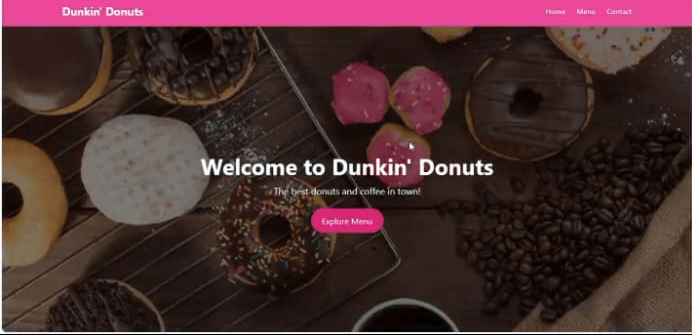 Dunkin' Donuts
Home Menu Contact
Welcome to Dunkin' Donuts
The best donuts and coffee in town!
Explore Menu